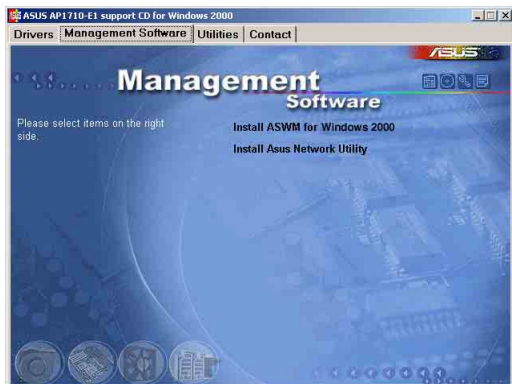 ASUS AP1710-E1 support CD for Windows 2000
Drivers Management Software Utilities Contact
ASUS
Management
Software
Please select items on the right
side.
Install ASWM for Windows 2000
Install Asus Network Utility